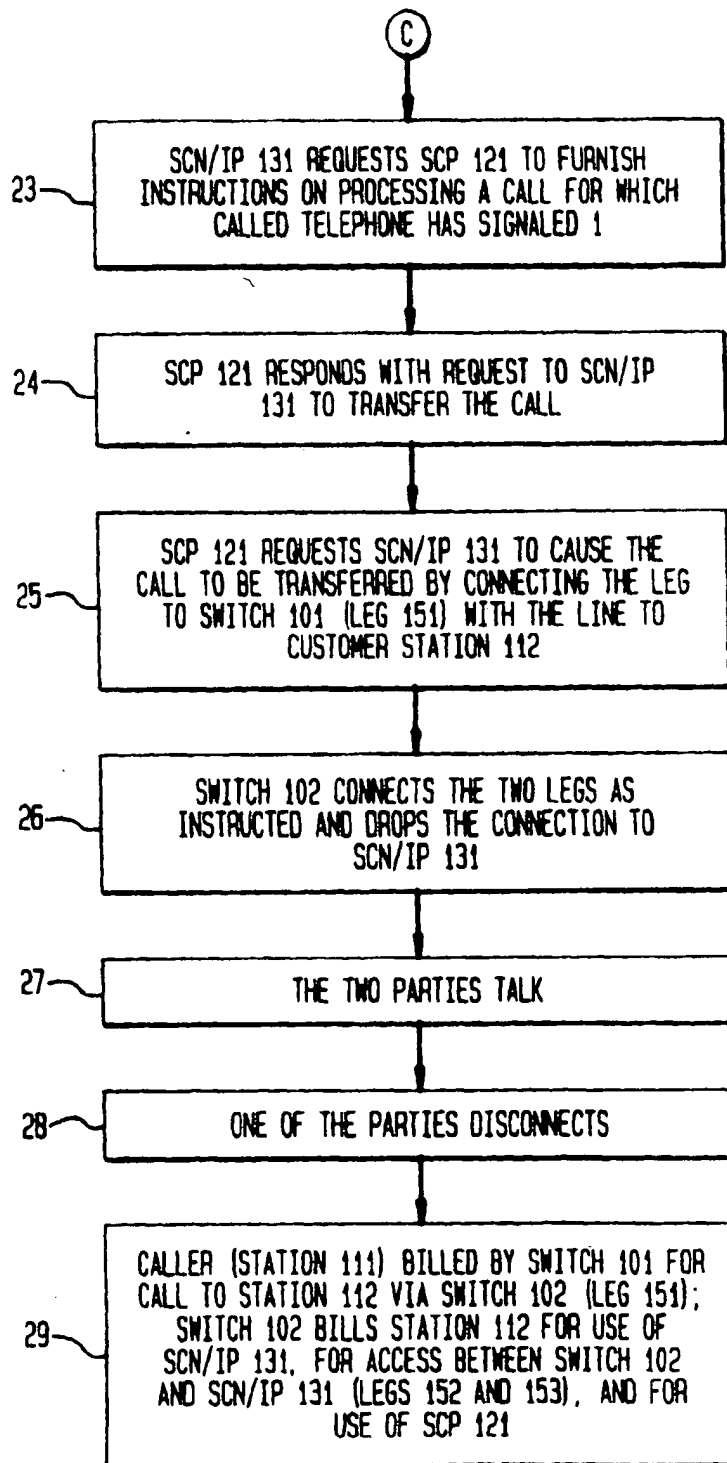 C
23
SCN/IP 131 REQUESTS SCP 121 TO FURNISH
INSTRUCTIONS ON PROCESSING A CALL FOR WHICH
CALLED TELEPHONE HAS SIGNALED 1
24
SCP 121 RESPONDS WITH REQUEST TO SCN/IP
131 TO TRANSFER THE CALL
25
SCP 121 REQUESTS SCN/IP 131 TO CAUSE THE
CALL TO BE TRANSFERRED BY CONNECTING THE LEG
TO SWITCH 101 (LEG 151) WITH THE LINE TO
CUSTOMER STATION 112
26
SWITCH 102 CONNECTS THE TWO LEGS AS
INSTRUCTED AND DROPS THE CONNECTION TO
SCN/IP 131
27
THE TWO PARTIES TALK
28
ONE OF THE PARTIES DISCONNECTS
29
CALLER (STATION 111) BILLED BY SWITCH 101 FOR
CALL TO STATION 112 VIA SWITCH 102 (LEG 151);
SWITCH 102 BILLS STATION 112 FOR USE OF
SCN/IP 131, FOR ACCESS BETWEEN SWITCH 102
AND SCN/IP 131 (LEGS 152 AND 153), AND FOR
USE OF SCP 121